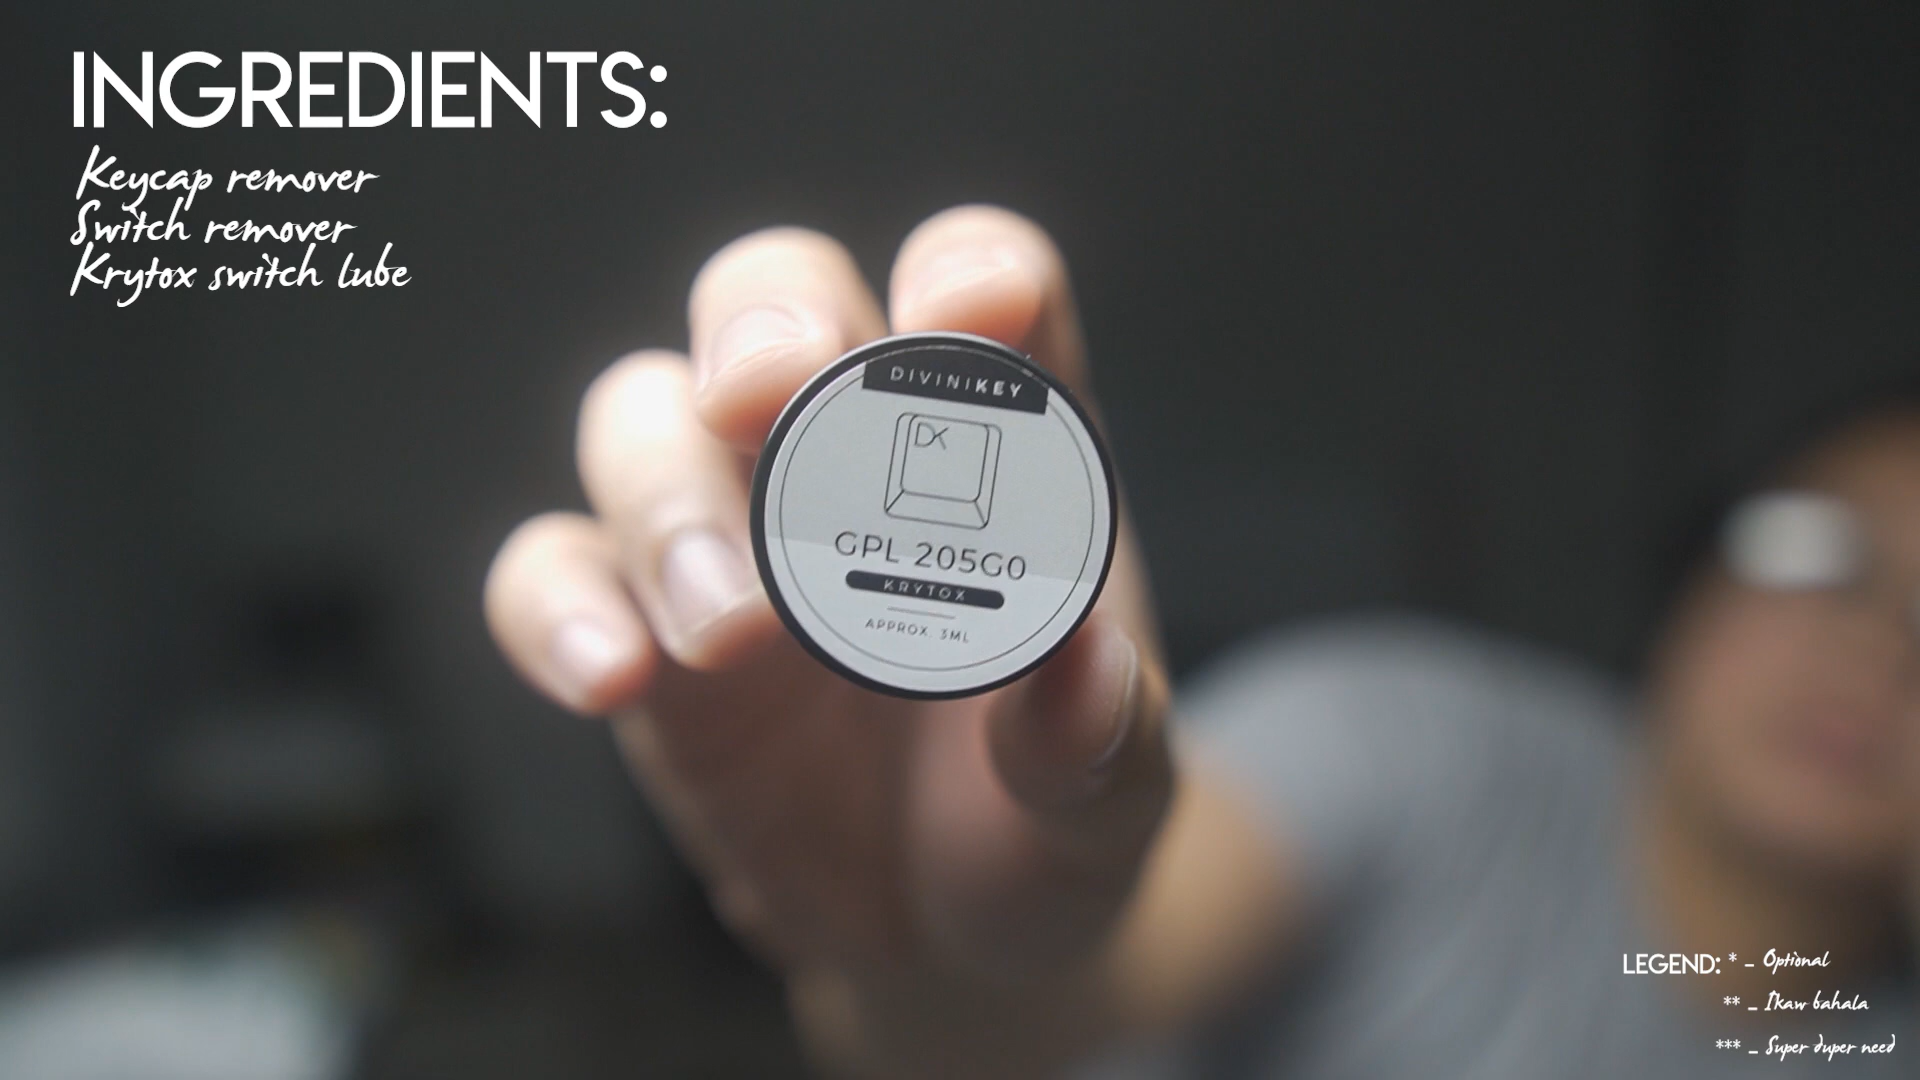 INGREDIENTS:
Keycap remover
Switch remover
Krytox switch lube
DIVINIKEY
DK
GPL 205G0
KRYTOX
APPROX. 3ML
LEGEND: * - Optional
** - Ikaw bahala
*** - Super duper need